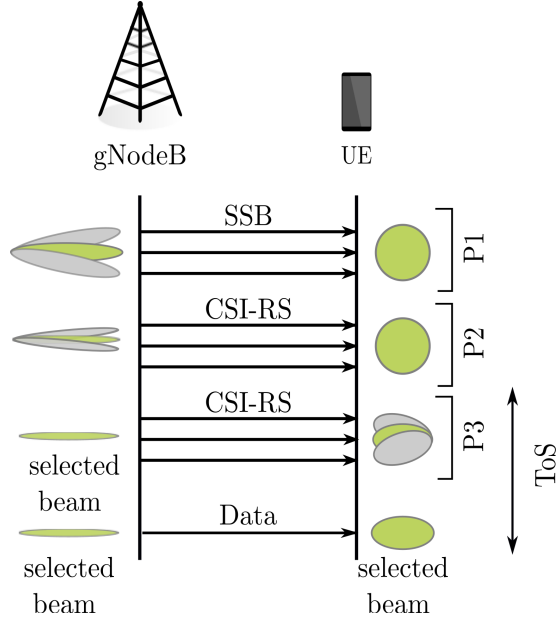 gNodeB
UE
SSB
P1
CSI-RS
P2
CSI-RS
P3
selected
beam
ToS
Data
selected
beam
selected
beam